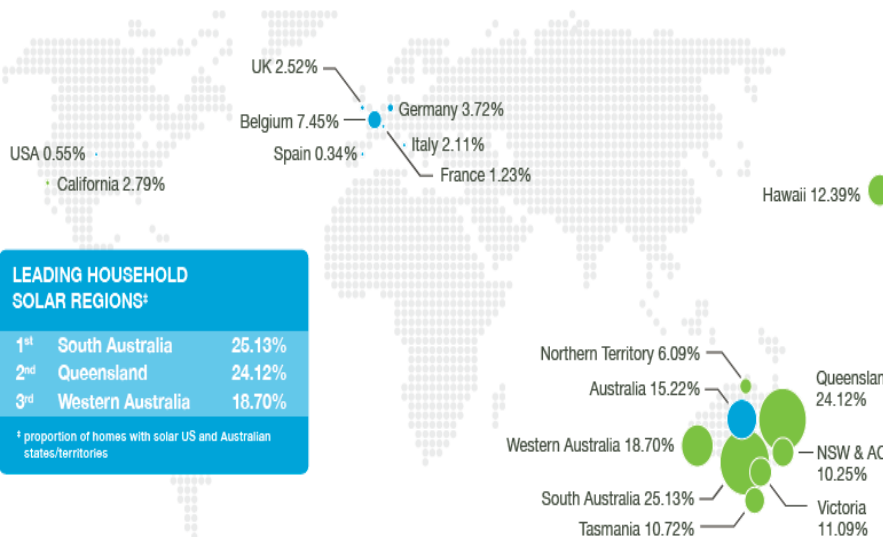 UK 2.52%
Germany 3.72%
Belgium 7.45%
Italy 2.11%
USA 0.55%
Spain 0.34%
France 1.23%
California 2.79%
Hawaii 12.39%
LEADING HOUSEHOLD
SOLAR REGIONS‡
1st South Australia 25.13%
2nd Queensland 24.12%
3rd Western Australia 18.70%
‡ proportion of homes with solar US and Australian
states/territories
Northern Territory 6.09%
Australia 15.22%
24.12%
Western Australia 18.70%
NSW &
10.25%
South Australia 25.13%
Victoria
11.09%
Tasmania 10.72%